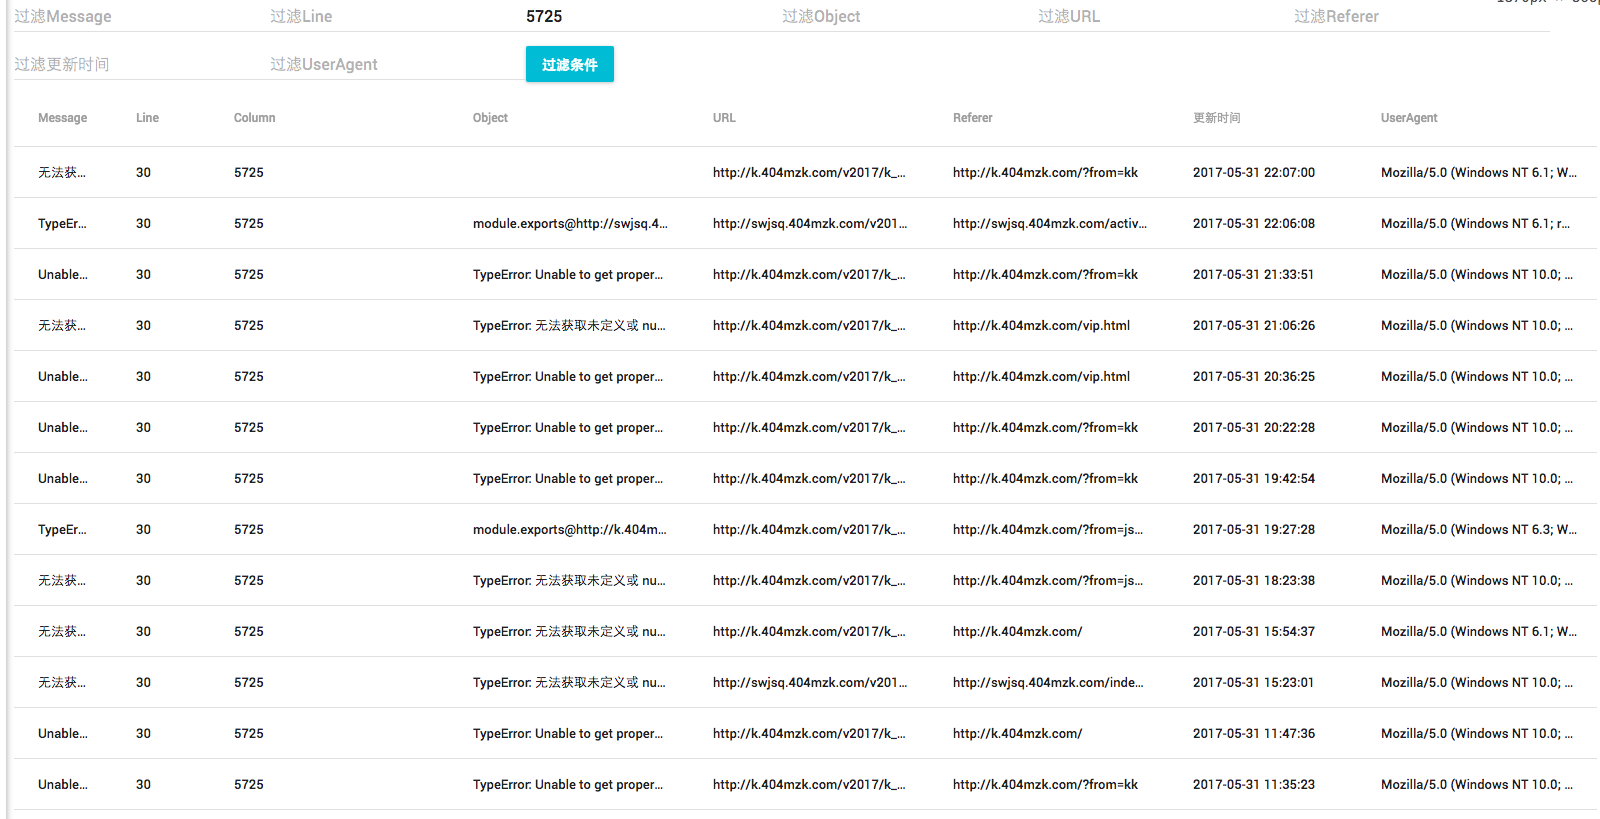 过滤Message 过滤Line 5725 过滤Object 过滤URL 过滤Referer
过滤更新时间 过滤UserAgent 过滤条件
Message Line Column Object URL Referer 更新时间 UserAgent
无法获... 30 5725 http://k.404mzk.com/v2017/k_... http://k.404mzk.com/?from=kk 2017-05-31 22:07:00 Mozilla/5.0 (Windows NT 6.1; W...
TypeEr... 30 5725 module.exports@http://swjsq.4... http://swjsq.404mzk.com/v201... http://swjsq.404mzk.com/activ... 2017-05-31 22:06:08 Mozilla/5.0 (Windows NT 6.1; r...
Unable... 30 5725 TypeError: Unable to get proper... http://k.404mzk.com/v2017/k_... http://k.404mzk.com/?from=kk 2017-05-31 21:33:51 Mozilla/5.0 (Windows NT 10.0; ...
无法获... 30 5725 TypeError: 无法获取未定义或 nu... http://k.404mzk.com/v2017/k_... http://k.404mzk.com/vip.html 2017-05-31 21:06:26 Mozilla/5.0 (Windows NT 10.0; ...
Unable... 30 5725 TypeError: Unable to get proper... http://k.404mzk.com/v2017/k_... http://k.404mzk.com/vip.html 2017-05-31 20:36:25 Mozilla/5.0 (Windows NT 10.0; ...
Unable... 30 5725 TypeError: Unable to get proper... http://k.404mzk.com/v2017/k_... http://k.404mzk.com/?from=kk 2017-05-31 20:22:28 Mozilla/5.0 (Windows NT 10.0; ...
Unable... 30 5725 TypeError: Unable to get proper... http://k.404mzk.com/v2017/k_... http://k.404mzk.com/?from=kk 2017-05-31 19:42:54 Mozilla/5.0 (Windows NT 10.0; ...
TypeEr... 30 5725 module.exports@http://k.404m... http://k.404mzk.com/v2017/k_... http://k.404mzk.com/?from=js... 2017-05-31 19:27:28 Mozilla/5.0 (Windows NT 6.3; W...
无法获... 30 5725 TypeError: 无法获取未定义或 nu... http://k.404mzk.com/v2017/k_... http://k.404mzk.com/?from=js... 2017-05-31 18:23:38 Mozilla/5.0 (Windows NT 10.0; ...
无法获... 30 5725 TypeError: 无法获取未定义或 nu... http://k.404mzk.com/v2017/k_... http://k.404mzk.com/ 2017-05-31 15:54:37 Mozilla/5.0 (Windows NT 6.1; W...
无法获... 30 5725 TypeError: 无法获取未定义或 nu... http://swjsq.404mzk.com/v201... http://swjsq.404mzk.com/inde... 2017-05-31 15:23:01 Mozilla/5.0 (Windows NT 10.0; ...
Unable... 30 5725 TypeError: Unable to get proper... http://k.404mzk.com/v2017/k_... http://k.404mzk.com/ 2017-05-31 11:47:36 Mozilla/5.0 (Windows NT 10.0; ...
Unable... 30 5725 TypeError: Unable to get proper... http://k.404mzk.com/v2017/k_... http://k.404mzk.com/?from=kk 2017-05-31 11:35:23 Mozilla/5.0 (Windows NT 10.0; ...